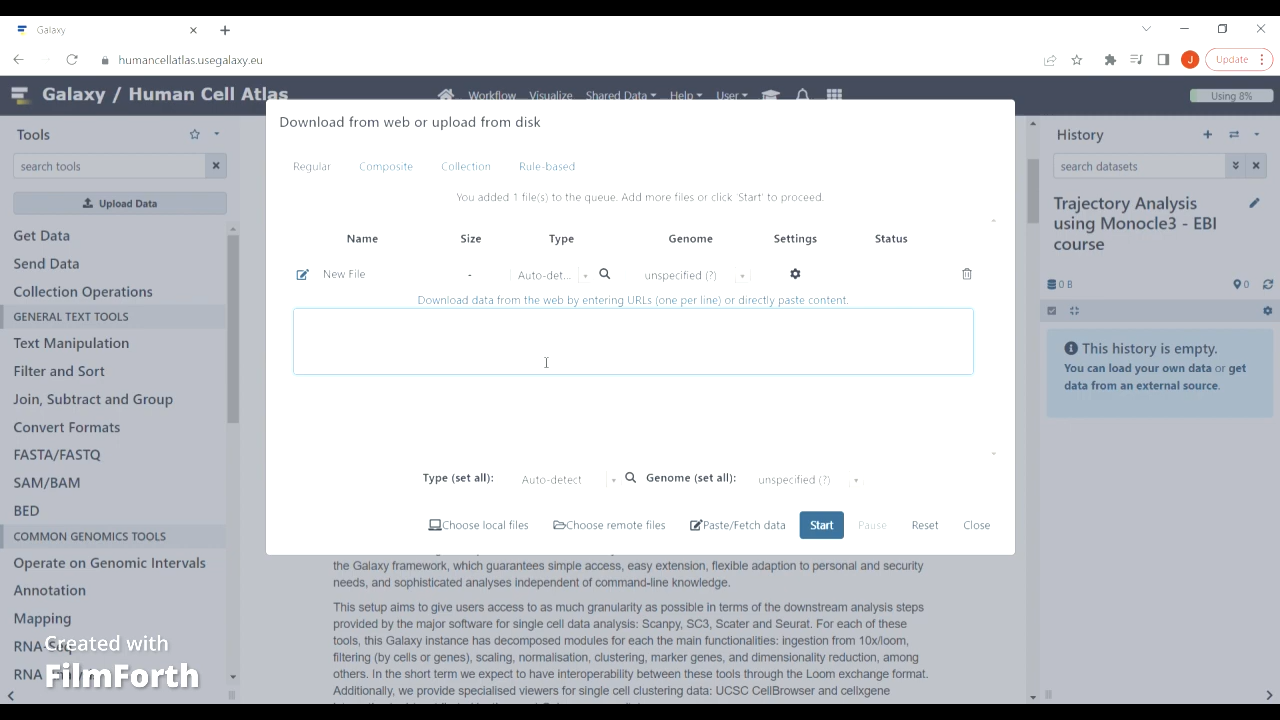 Galaxy
humancellatlas.usegalaxy.eu
J
Update
Galaxy / Human Cell Atlas
Workflow Visualize Shared Data Help User
Using 8%
Tools
search tools
Upload Data
Get Data
Send Data
Collection Operations
GENERAL TEXT TOOLS
Text Manipulation
Filter and Sort
Join, Subtract and Group
Convert Formats
FASTA/FASTQ
SAM/BAM
BED
COMMON GENOMICS TOOLS
Operate on Genomic Intervals
Annotation
Mapping
Download from web or upload from disk
Regular Composite Collection Rule-based
You added 1 file(s) to the queue. Add more files or click 'Start' to proceed.
Name Size Type Genome Settings Status
New File - Auto-det... unspecified (?)
Download data from the web by entering URLs (one per line) or directly paste content.
Type (set all): Auto-detect Genome (set all): unspecified (?)
Choose local files Choose remote files Paste/Fetch data Start Pause Reset Close
the Galaxy framework, which guarantees simple access, easy extension, flexible adaption to personal and security
needs, and sophisticated analyses independent of command-line knowledge.
This setup aims to give users access to as much granularity as possible in terms of the downstream analysis steps
provided by the major software for single cell data analysis: Scanpy, SC3, Scater and Seurat. For each of these
tools, this Galaxy instance has decomposed modules for each the main functionalities: ingestion from 10x/loom,
filtering (by cells or genes), scaling, normalisation, clustering, marker genes, and dimensionality reduction, among
others. In the short term we expect to have interoperability between these tools through the Loom exchange format.
Additionally, we provide specialised viewers for single cell clustering data: UCSC CellBrowser and cellxgene
History
search datasets
Trajectory Analysis
using Monocle3 - EBI
course
0 B
0
This history is empty.
You can load your own data or get
data from an external source.
Created with
FilmForth